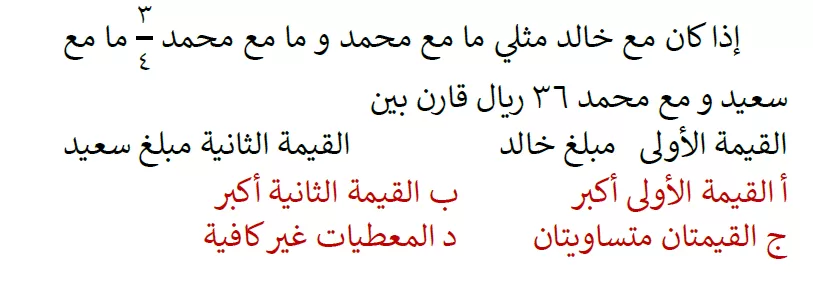 إذا كان مع خالد مثلي ما مع محمد و ما مع محمد ٣/٤ ما مع
سعيد و مع محمد ٣٦ ريال قارن بين
القيمة الأولى مبلغ خالد القيمة الثانية مبلغ سعيد
أ القيمة الأولى أكبر ب القيمة الثانية أكبر
ج القيمتان متساويتان د المعطيات غير كافية